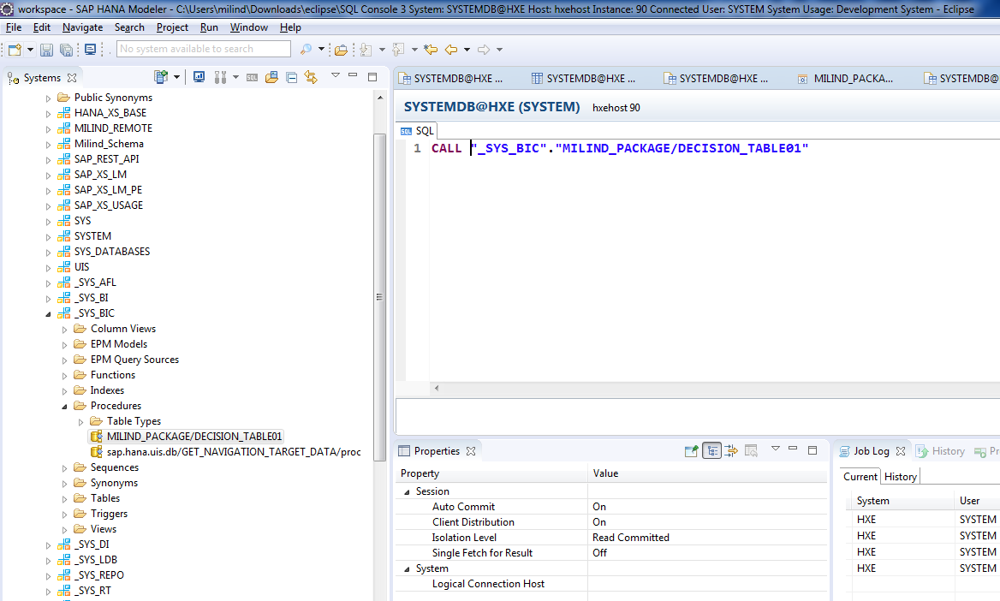 workspace - SAP HANA Modeler - C:\Users\milind\Downloads\eclipse\SQL Console 3 System: SYSTEMDB@HXE Host: hxehost Instance: 90 Connected User: SYSTEM System Usage: Development System - Eclipse
File Edit Navigate Search Project Run Window Help
No system available to search
Systems
Public Synonyms
HANA_XS_BASE
MILIND_REMOTE
Milind_Schema
SAP_REST_API
SAP_XS_LM
SAP_XS_LM_PE
SAP_XS_USAGE
SYS
SYSTEM
SYS_DATABASES
UIS
_SYS_AFL
_SYS_BI
_SYS_BIC
Column Views
EPM Models
EPM Query Sources
Functions
Indexes
Procedures
Table Types
MILIND_PACKAGE/DECISION_TABLE01
sap.hana.uis.db/GET_NAVIGATION_TARGET_DATA/proc
Sequences
Synonyms
Tables
Triggers
Views
_SYS_DI
_SYS_LDB
_SYS_REPO
_SYS_RT
SYSTEMDB@HXE ... SYSTEMDB@HXE ... SYSTEMDB@HXE ... MILIND_PACKA... SYSTEMDB@
SYSTEMDB@HXE (SYSTEM) hxehost 90
SQL SQL
1 CALL "_SYS_BIC"."MILIND_PACKAGE/DECISION_TABLE01"
Properties
Property Value
Session
Auto Commit On
Client Distribution On
Isolation Level Read Committed
Single Fetch for Result Off
System
Logical Connection Host
Job Log History Pr
Current History
System User
HXE SYSTEM
HXE SYSTEM
HXE SYSTEM
HXE SYSTEM